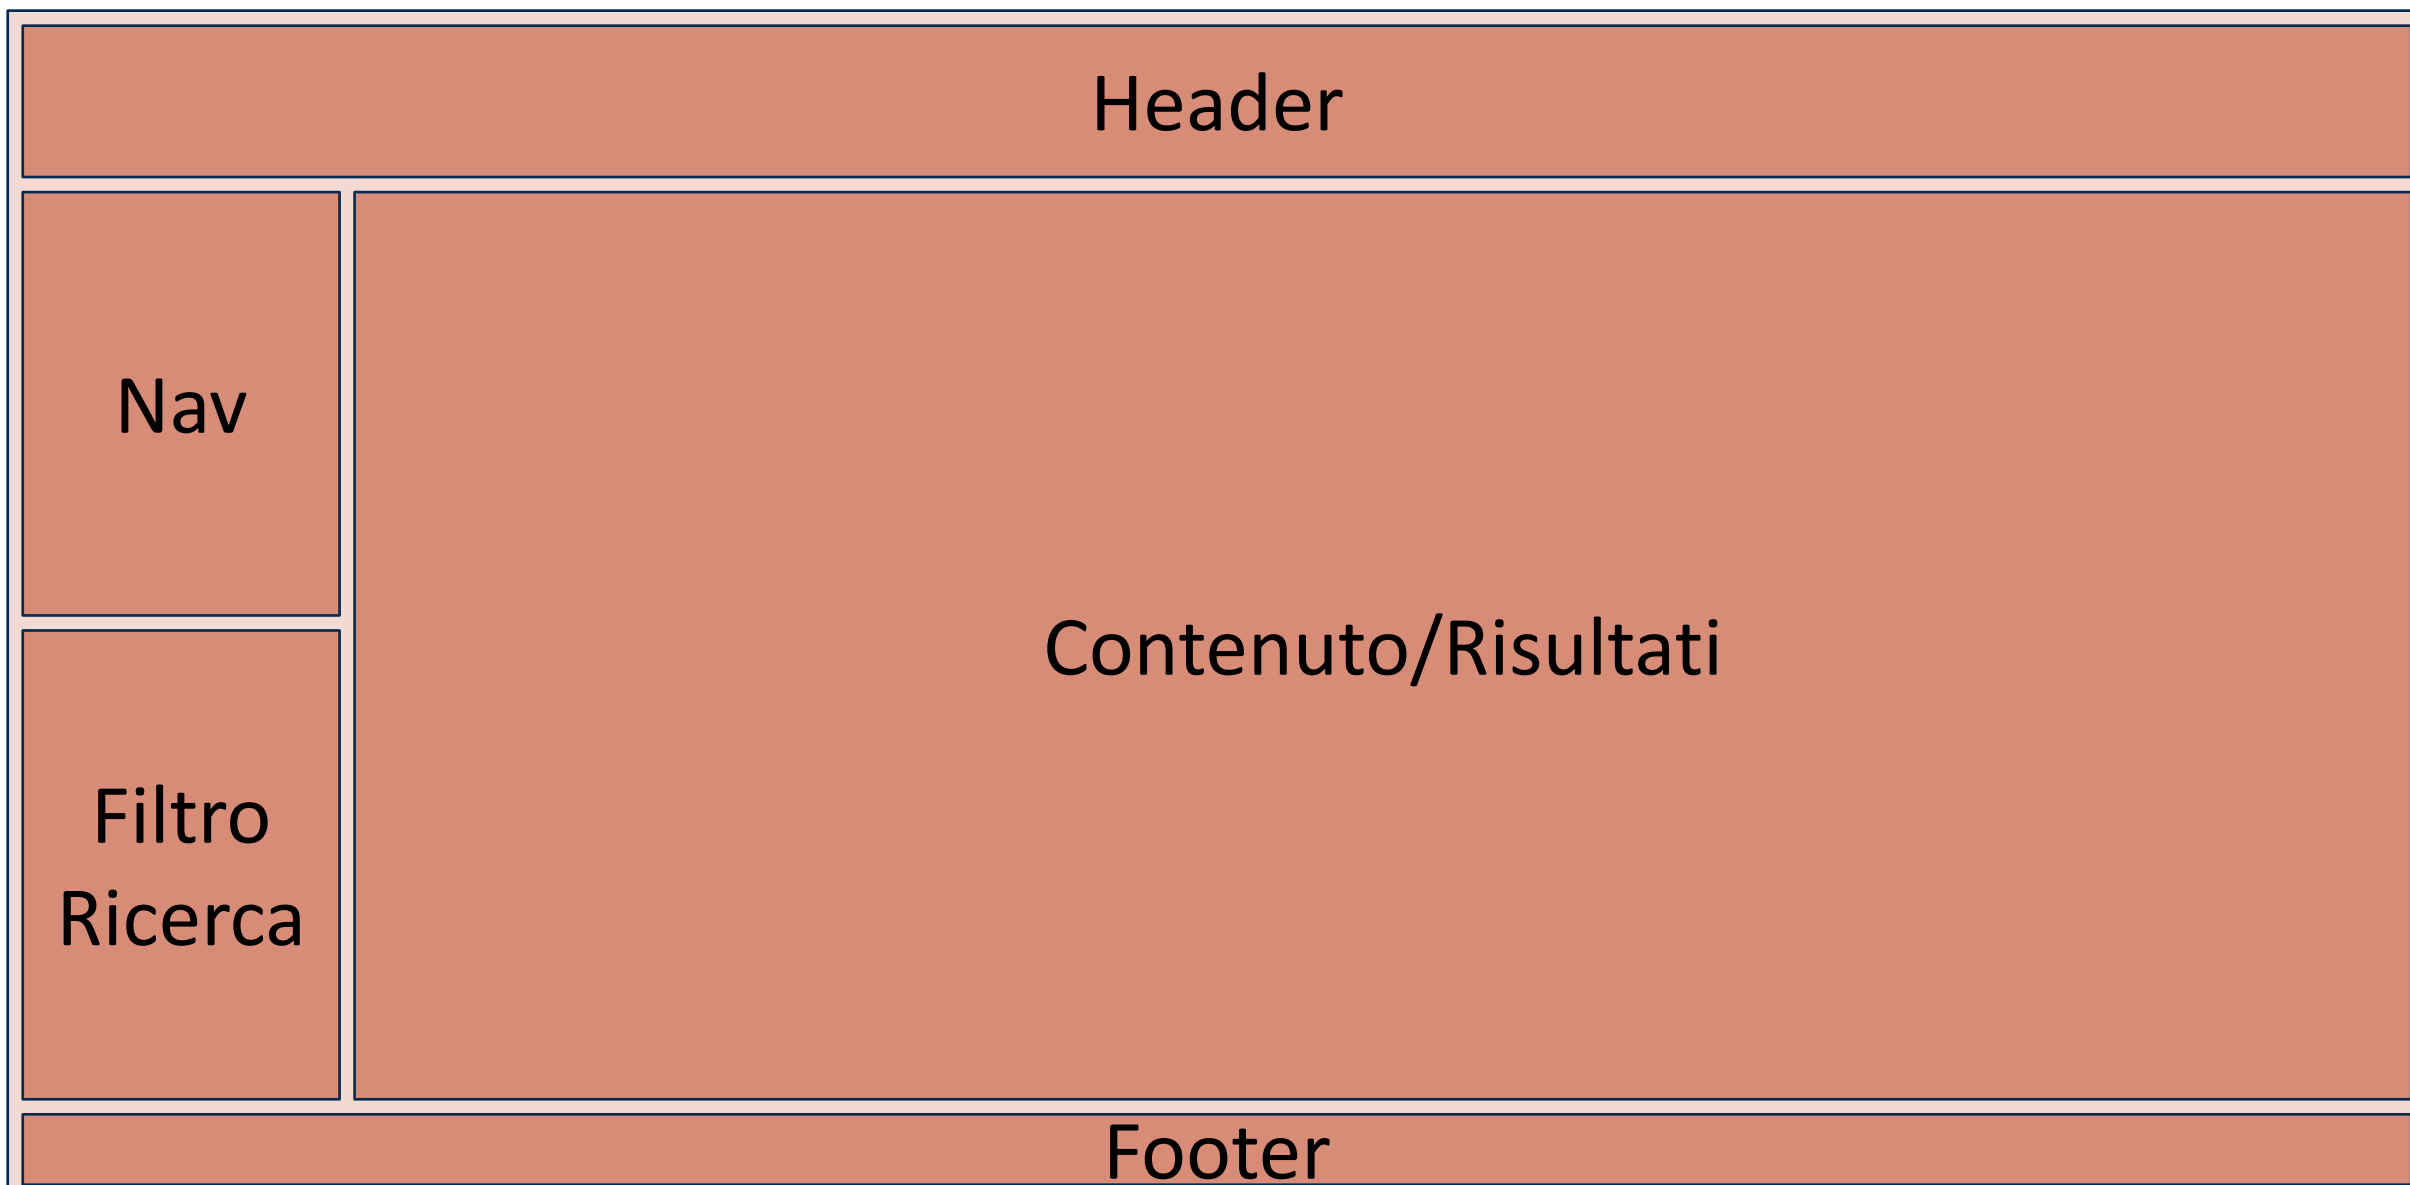 Header
Nav
Contenuto/Risultati
Filtro
Ricerca
Footer